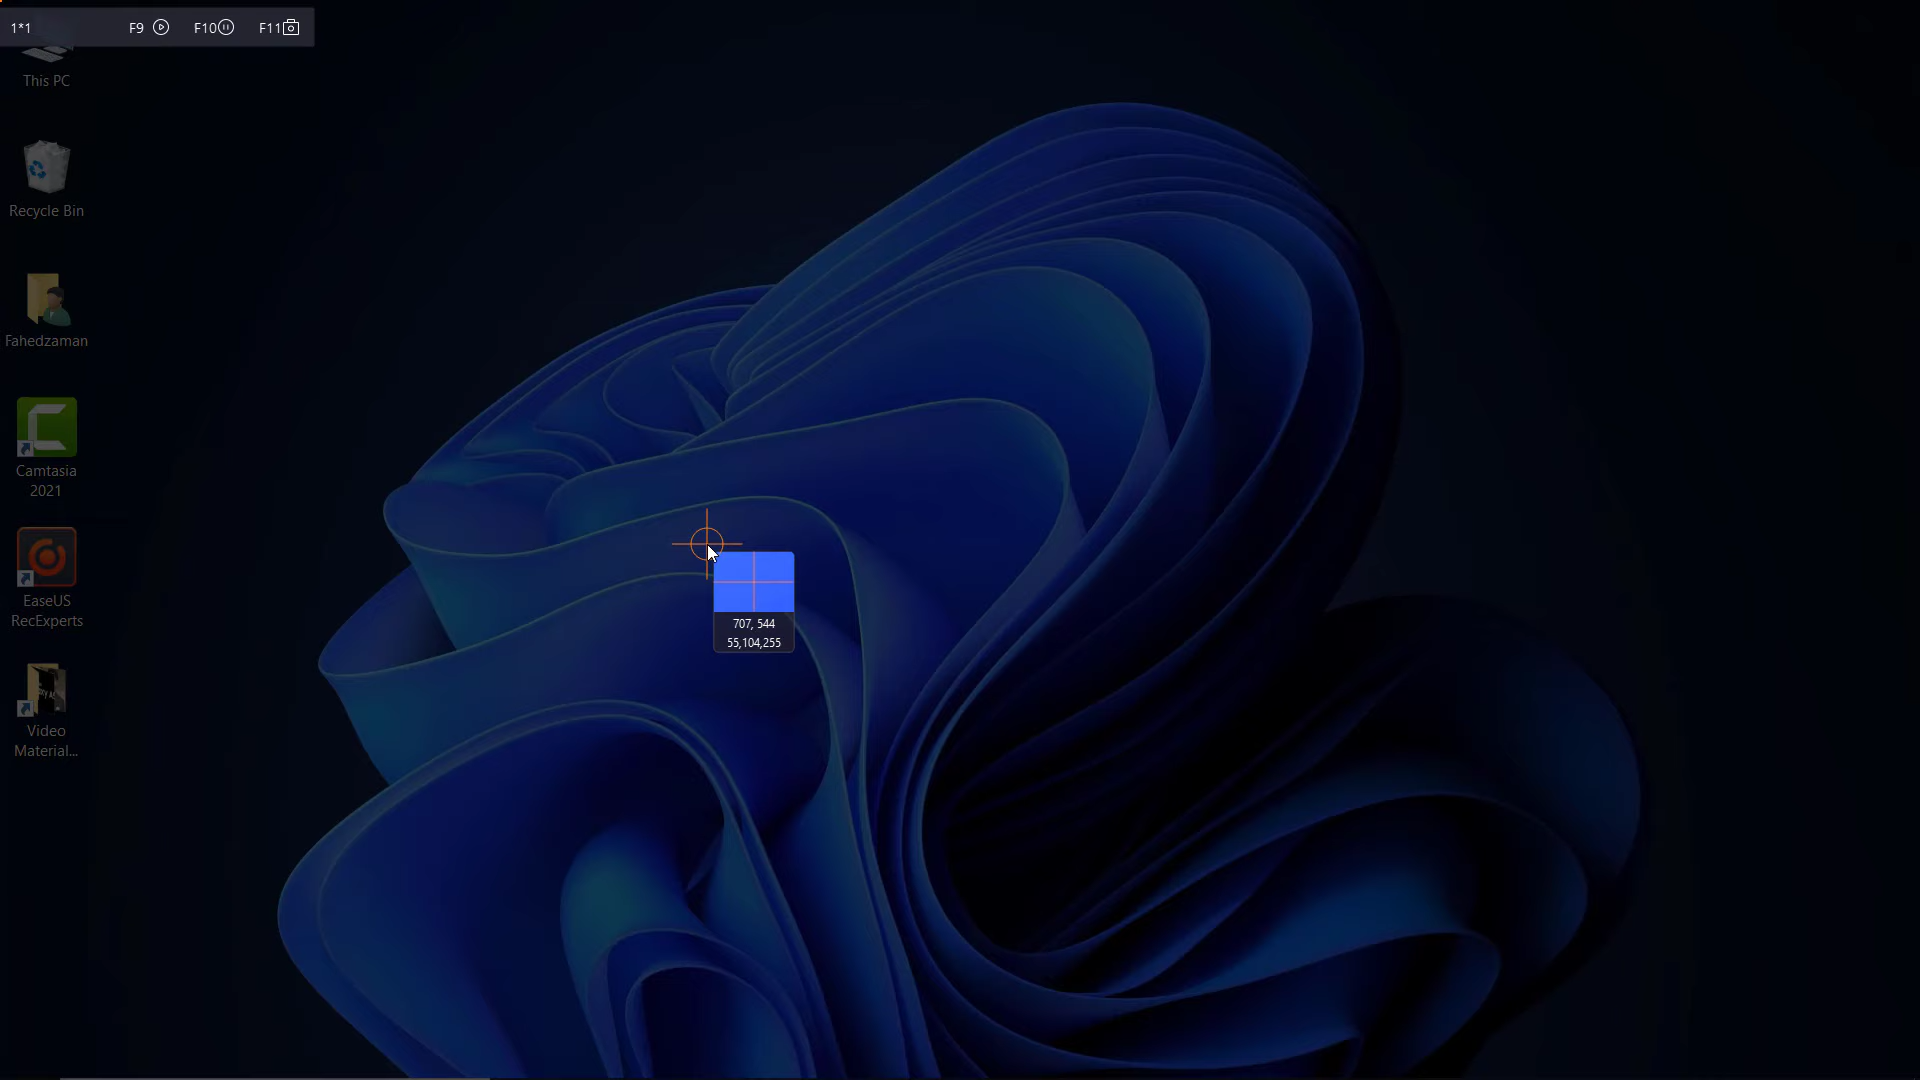 1*1
F9
F10
F11
This PC
Recycle Bin
Fahedzaman
Camtasia
2021
EaseUS
RecExperts
Video
Material...
707, 544
55,104,255